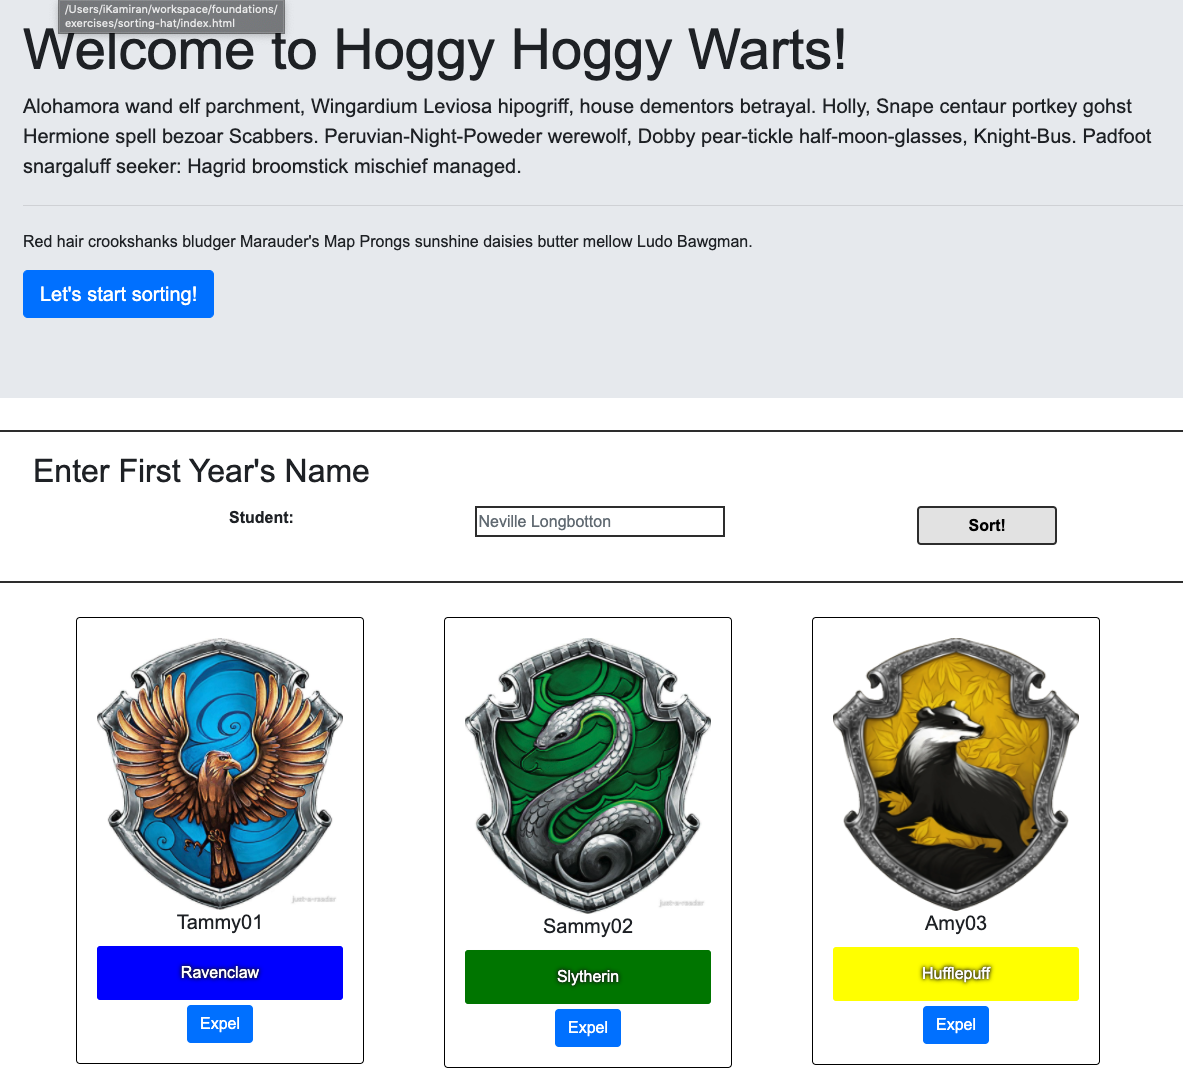 /Users/iKamiran/workspace/foundations/
exercises/sorting-hat/index.html
Welcome to Hoggy Hoggy Warts!
Alohamora wand elf parchment, Wingardium Leviosa hipogriff, house dementors betrayal. Holly, Snape centaur portkey gohst
Hermione spell bezoar Scabbers. Peruvian-Night-Poweder werewolf, Dobby pear-tickle half-moon-glasses, Knight-Bus. Padfoot
snargaluff seeker: Hagrid broomstick mischief managed.
Red hair crookshanks bludger Marauder's Map Prongs sunshine daisies butter mellow Ludo Bawgman.
Let's start sorting!
Enter First Year's Name
Student:
Neville Longbotton
Sort!
just-a-reader
just-a-reader
Tammy01
Sammy02
Amy03
Ravenclaw
Slytherin
Hufflepuff
Expel
Expel
Expel